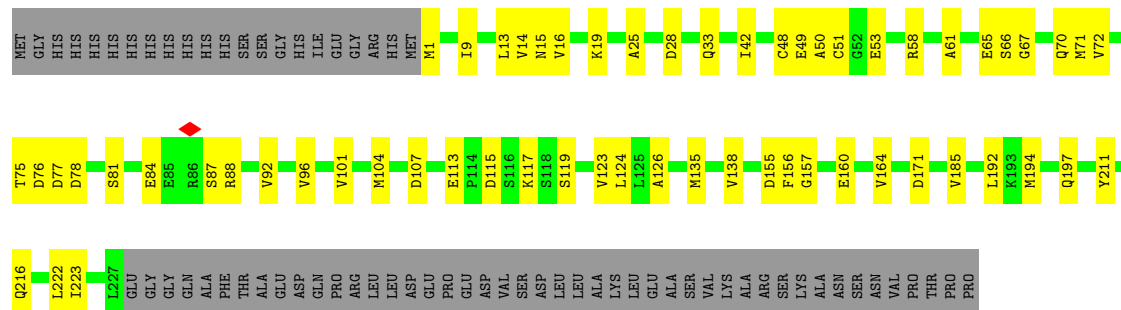 MET GLY HIS HIS HIS HIS HIS HIS HIS HIS HIS HIS SER SER GLY HIS ILE GLU GLY ARG HIS MET M1 I9 L13 V14 N15 V16 K19 A25 D28 Q33 I42 C48 E49 A50 C51 G52 E53 R58 A61 E65 S66 G67 Q70 M71 V72
T75 D76 D77 D78 S81 E84 E85 R86 S87 R88 V92 V96 V101 M104 D107 E113 P114 D115 S116 K117 S118 S119 V123 L124 L125 A126 M135 V138 D155 F156 G157 E160 V164 D171 V185 L192 K193 M194 Q197 Y211
Q216 L222 I223 L227 GLU GLY GLY GLN ALA PHE THR ALA GLU ASP GLN PRO ARG LEU LEU ASP GLU PRO GLU ASP VAL SER ASP LEU LEU ALA LYS LEU GLU ALA SER VAL LYS ALA ARG SER LYS ALA ASN SER ASN VAL PRO THR PRO PRO